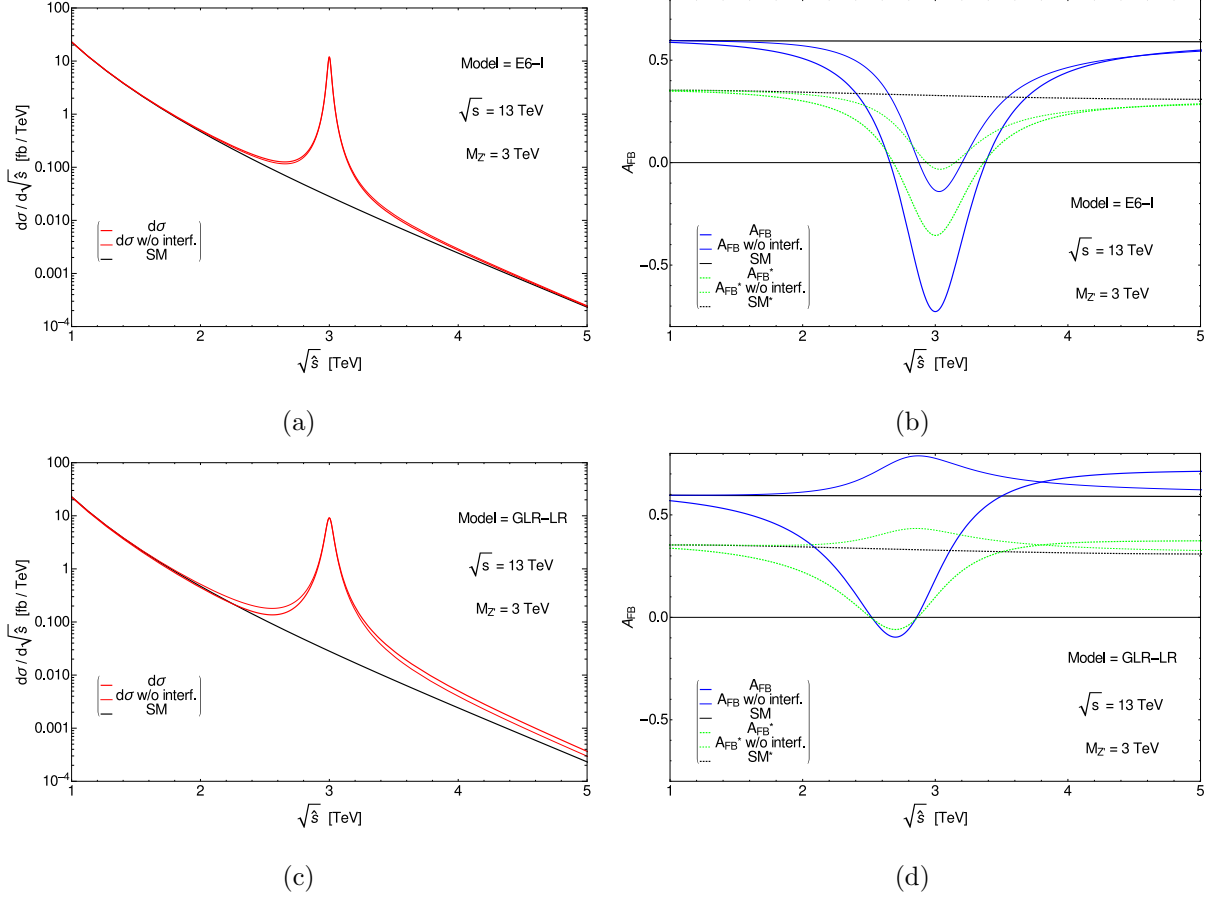 100
10
1
0.100
0.010
0.001
10⁻⁴
dσ / d√ŝ [fb / TeV]
Model = E6-I
√s = 13 TeV
M_Z' = 3 TeV
dσ
dσ w/o interf.
SM
1 2 3 4 5
√ŝ [TeV]
(a)
0.5
0.0
-0.5
A_FB
Model = E6-I
√s = 13 TeV
M_Z' = 3 TeV
A_FB
A_FB w/o interf.
SM
A_FB*
A_FB* w/o interf.
SM*
1 2 3 4 5
√ŝ [TeV]
(b)
100
10
1
0.100
0.010
0.001
10⁻⁴
dσ / d√ŝ [fb / TeV]
Model = GLR-LR
√s = 13 TeV
M_Z' = 3 TeV
dσ
dσ w/o interf.
SM
1 2 3 4 5
√ŝ [TeV]
(c)
0.5
0.0
-0.5
A_FB
Model = GLR-LR
√s = 13 TeV
M_Z' = 3 TeV
A_FB
A_FB w/o interf.
SM
A_FB*
A_FB* w/o interf.
SM*
1 2 3 4 5
√ŝ [TeV]
(d)